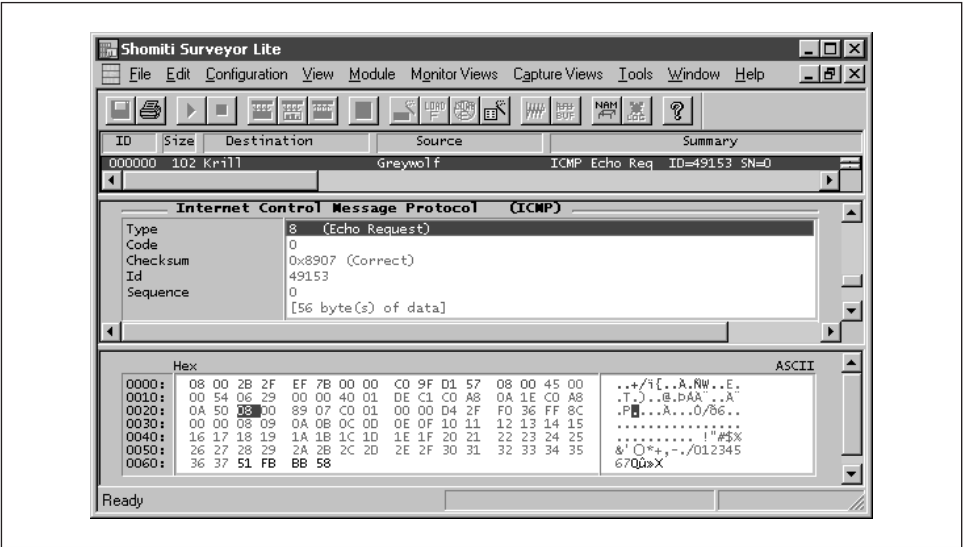 Shomiti Surveyor Lite
File Edit Configuration View Module Monitor Views Capture Views Tools Window Help
LOAD NAM
BUF LOG
ID Size Destination Source Summary
000000 102 Krill Greywolf ICMP Echo Req ID=49153 SN=0
Internet Control Message Protocol (ICMP)
Type 8 (Echo Request)
Code 0
Checksum 0x8907 (Correct)
Id 49153
Sequence 0
[56 byte(s) of data]
Hex ASCII
0000: 08 00 2B 2F EF 7B 00 00 C0 9F D1 57 08 00 45 00 ..+/ï{..À.ÑW..E.
0010: 00 54 06 29 00 00 40 01 DE C1 C0 A8 0A 1E C0 A8 .T.)..@.ÞÁÀ¨..À¨
0020: 0A 50 08 00 89 07 C0 01 00 00 D4 2F F0 36 FF 8C .P....À...Ô/ð6..
0030: 00 00 08 09 0A 0B 0C 0D 0E 0F 10 11 12 13 14 15 ................
0040: 16 17 18 19 1A 1B 1C 1D 1E 1F 20 21 22 23 24 25 .......... !"#$%
0050: 26 27 28 29 2A 2B 2C 2D 2E 2F 30 31 32 33 34 35 &'()*+,-./012345
0060: 36 37 51 FB BB 58 67Qû»X
Ready